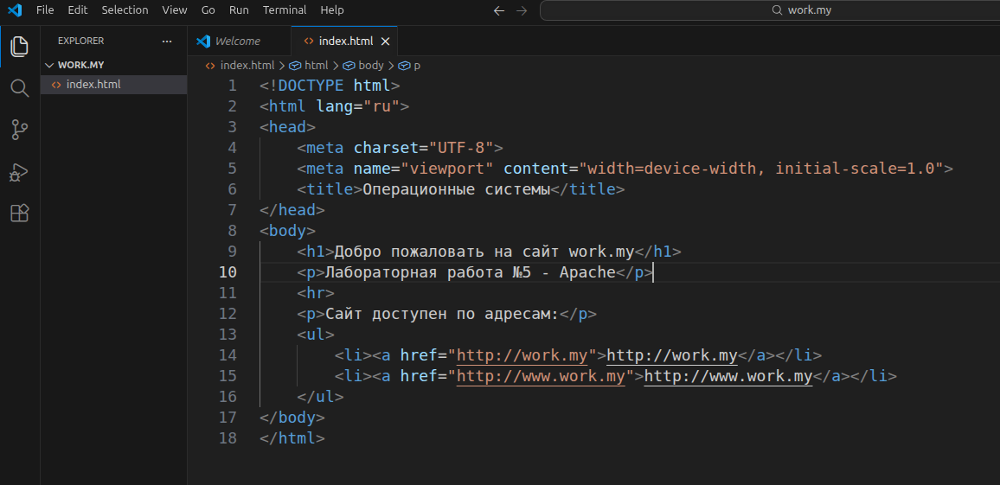 File Edit Selection View Go Run Terminal Help work.my
EXPLORER ... Welcome index.html
WORK.MY
index.html
index.html > html > body > p
1 <!DOCTYPE html>
2 <html lang="ru">
3 <head>
4 <meta charset="UTF-8">
5 <meta name="viewport" content="width=device-width, initial-scale=1.0">
6 <title>Операционные системы</title>
7 </head>
8 <body>
9 <h1>Добро пожаловать на сайт work.my</h1>
10 <p>Лабораторная работа №5 - Apache</p>
11 <hr>
12 <p>Сайт доступен по адресам:</p>
13 <ul>
14 <li><a href="http://work.my">http://work.my</a></li>
15 <li><a href="http://www.work.my">http://www.work.my</a></li>
16 </ul>
17 </body>
18 </html>